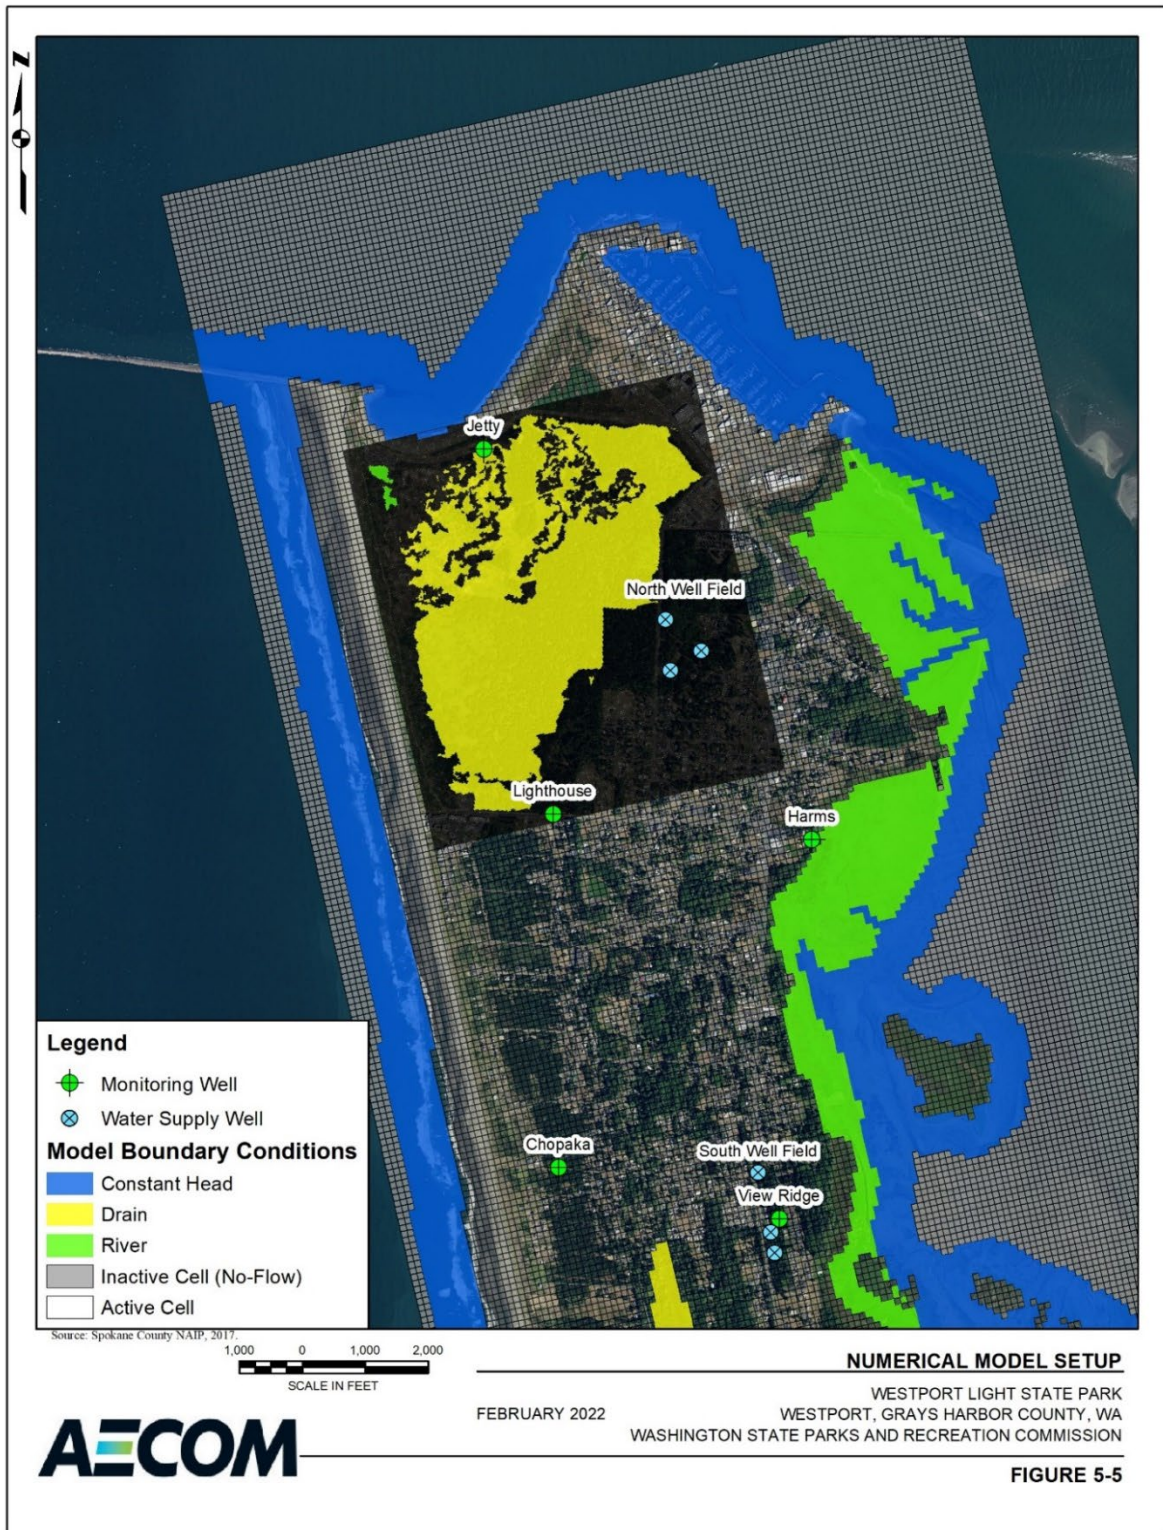 N
Jetty
North Well Field
Lighthouse
Harms
Chopaka
South Well Field
View Ridge
Legend
Monitoring Well
Water Supply Well
Model Boundary Conditions
Constant Head
Drain
River
Inactive Cell (No-Flow)
Active Cell
Source: Spokane County NAIP, 2017.
1,000 0 1,000 2,000
SCALE IN FEET
NUMERICAL MODEL SETUP
WESTPORT LIGHT STATE PARK
FEBRUARY 2022 WESTPORT, GRAYS HARBOR COUNTY, WA
WASHINGTON STATE PARKS AND RECREATION COMMISSION
AECOM
FIGURE 5-5